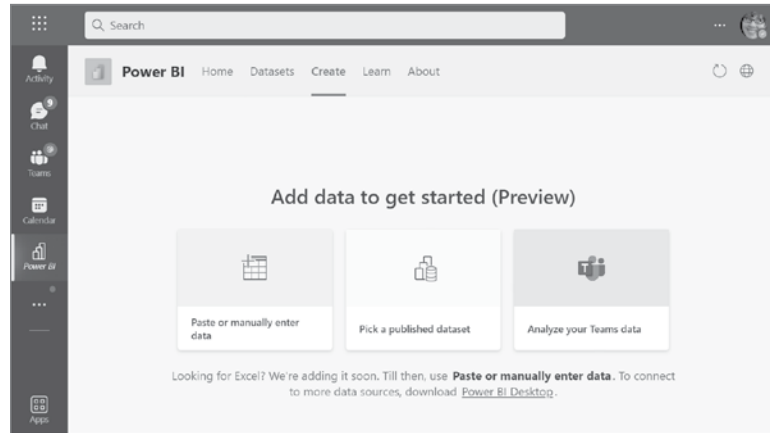 Search
...
Activity
Power BI Home Datasets Create Learn About
9
Chat
9
Teams
Calendar
Power BI
...
Apps
Add data to get started (Preview)
Paste or manually enter
data
Pick a published dataset
Analyze your Teams data
Looking for Excel? We're adding it soon. Till then, use Paste or manually enter data. To connect
to more data sources, download Power BI Desktop.